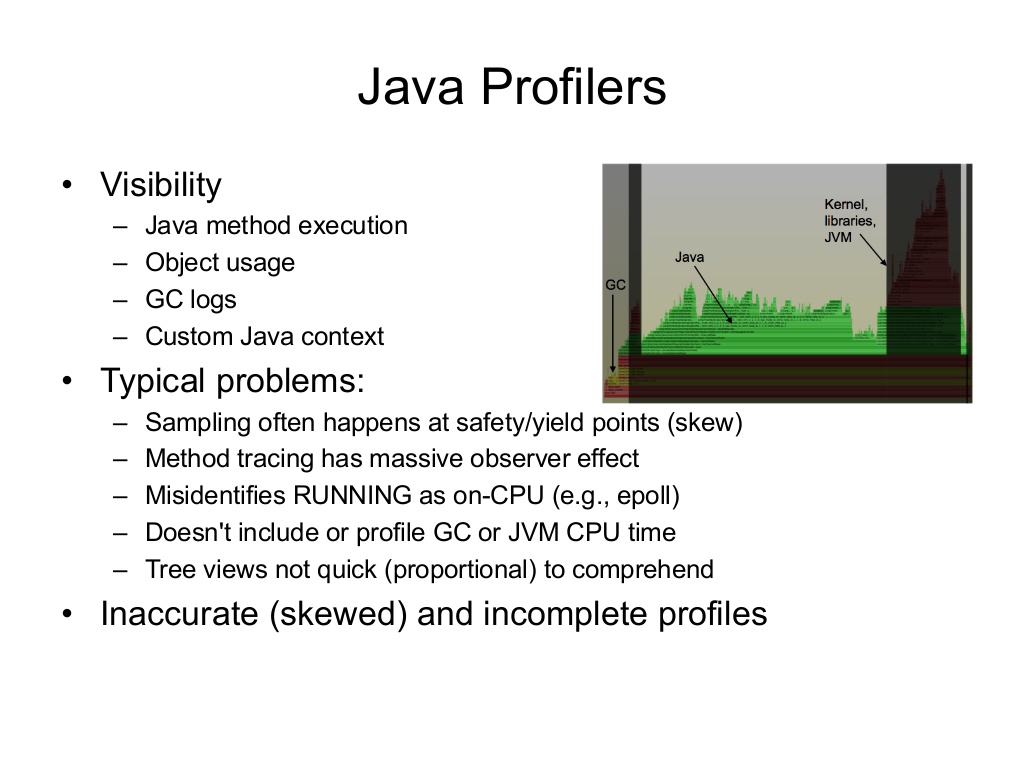 Java Profilers
• Visibility
– Java method execution
– Object usage
– GC logs
– Custom Java context
• Typical problems:
– Sampling often happens at safety/yield points (skew)
– Method tracing has massive observer effect
– Misidentifies RUNNING as on-CPU (e.g., epoll)
– Doesn't include or profile GC or JVM CPU time
– Tree views not quick (proportional) to comprehend
• Inaccurate (skewed) and incomplete profiles
GC
Java
Kernel,
libraries,
JVM